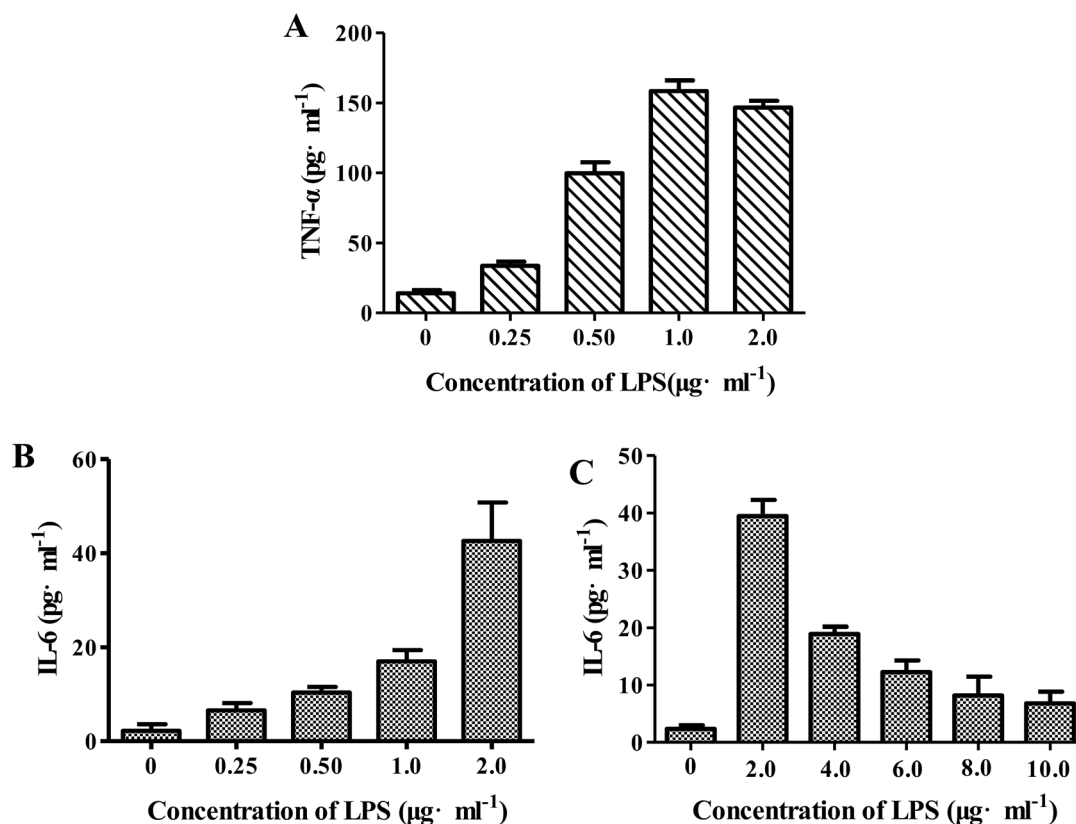 A
200
150
100
50
0
TNF-α (pg· ml⁻¹)
0 0.25 0.50 1.0 2.0
Concentration of LPS(μg· ml⁻¹)
B
60
40
20
0
IL-6 (pg· ml⁻¹)
0 0.25 0.50 1.0 2.0
Concentration of LPS (μg· ml⁻¹)
C
50
40
30
20
10
0
IL-6 (pg· ml⁻¹)
0 2.0 4.0 6.0 8.0 10.0
Concentration of LPS (μg· ml⁻¹)